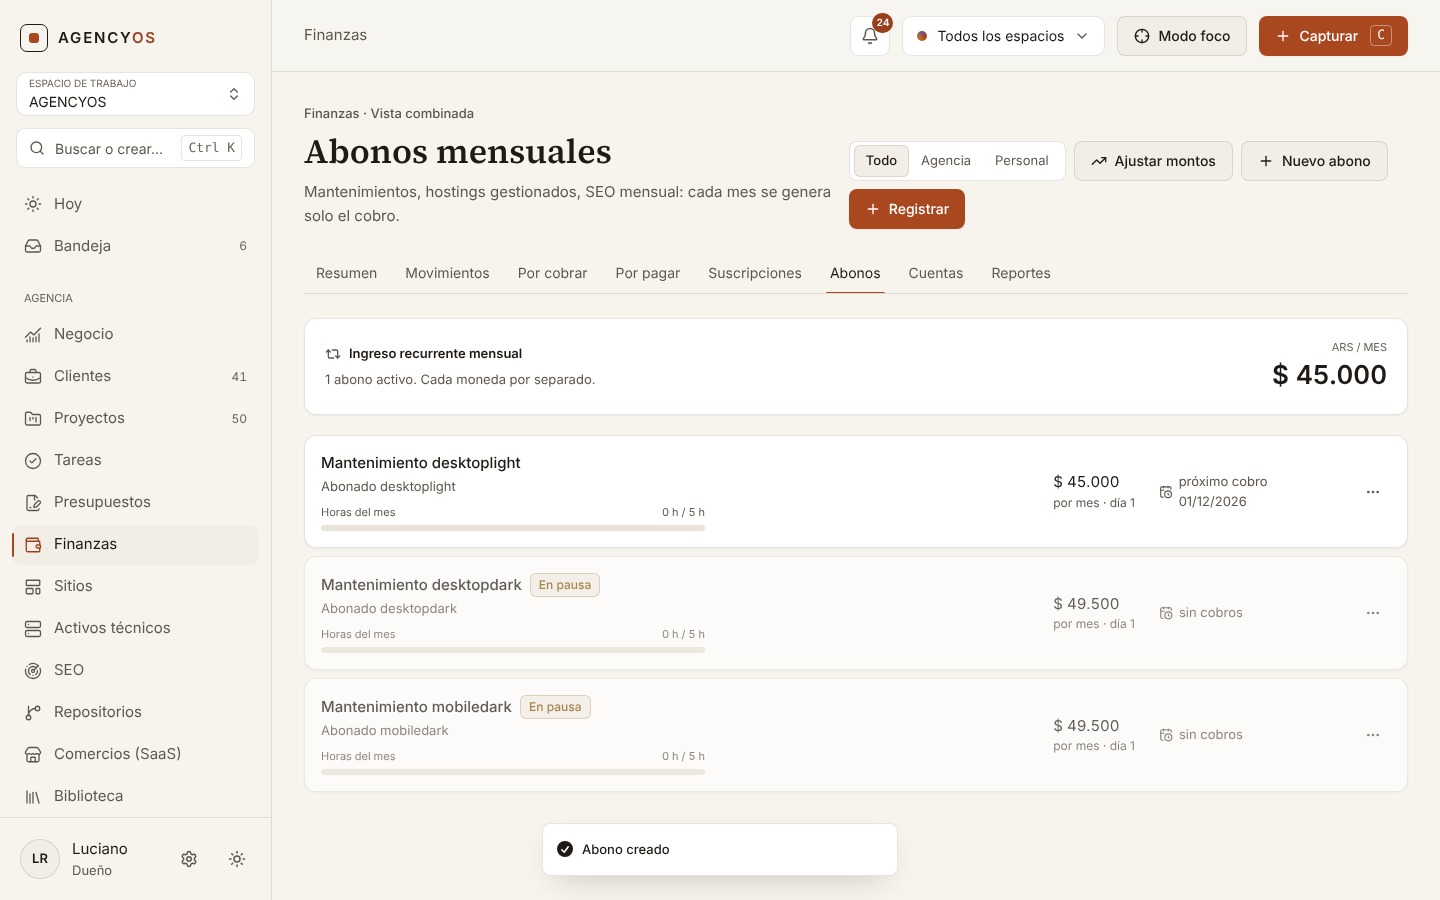 AGENCYOS
ESPACIO DE TRABAJO
AGENCYOS
Buscar o crear...
Ctrl K
Hoy
Bandeja 6
AGENCIA
Negocio
Clientes 41
Proyectos 50
Tareas
Presupuestos
Finanzas
Sitios
Activos técnicos
SEO
Repositorios
Comercios (SaaS)
Biblioteca
LR
Luciano
Dueño
Finanzas
24
Todos los espacios
Modo foco
Capturar C
Finanzas · Vista combinada
Abonos mensuales
Mantenimientos, hostings gestionados, SEO mensual: cada mes se genera
solo el cobro.
Todo Agencia Personal
Ajustar montos
Nuevo abono
Registrar
Resumen Movimientos Por cobrar Por pagar Suscripciones Abonos Cuentas Reportes
Ingreso recurrente mensual
1 abono activo. Cada moneda por separado.
ARS / MES
$ 45.000
Mantenimiento desktoplight
Abonado desktoplight
Horas del mes 0 h / 5 h
$ 45.000
por mes · día 1
próximo cobro
01/12/2026
Mantenimiento desktopdark En pausa
Abonado desktopdark
Horas del mes 0 h / 5 h
$ 49.500
por mes · día 1
sin cobros
Mantenimiento mobiledark En pausa
Abonado mobiledark
Horas del mes 0 h / 5 h
$ 49.500
por mes · día 1
sin cobros
Abono creado